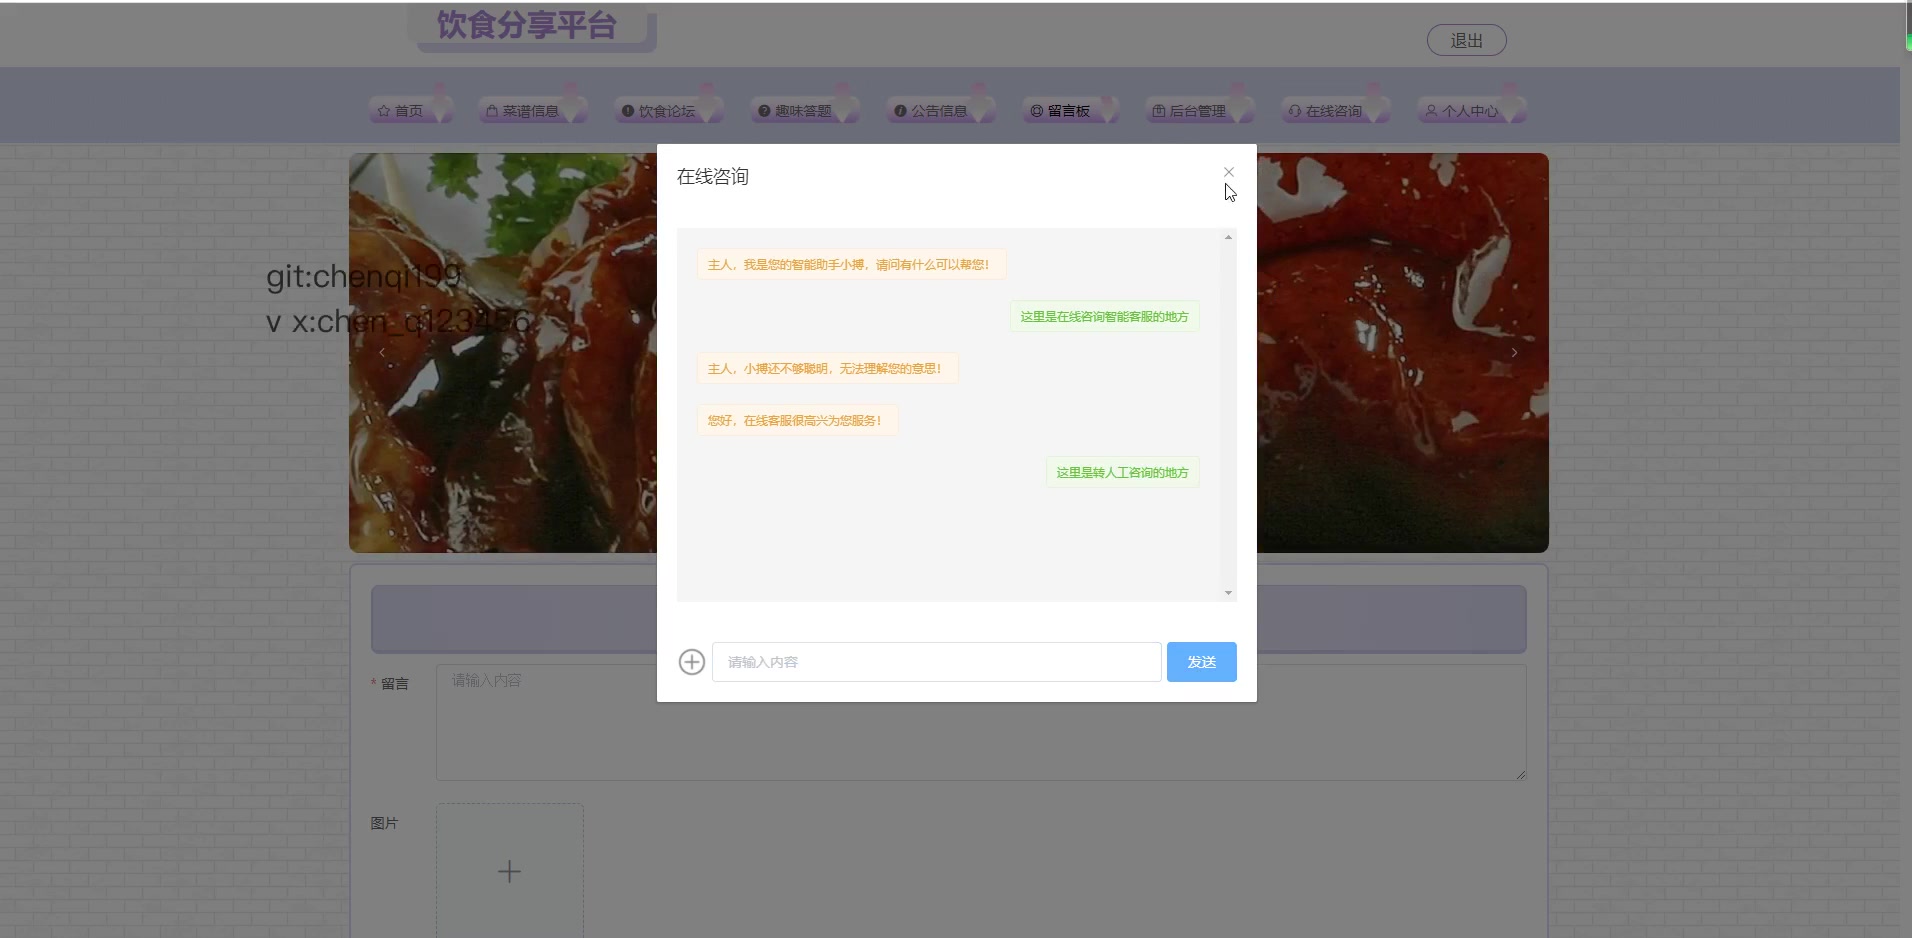 饮食分享平台
退出
首页
菜谱信息
饮食论坛
趣味答题
公告信息
留言板
后台管理
在线咨询
个人中心
在线咨询
主人，我是您的智能助手小搏，请问有什么可以帮您！
这里是在线咨询智能客服的地方
主人，小搏还不够聪明，无法理解您的意思！
您好，在线客服很高兴为您服务！
这里是转人工咨询的地方
请输入内容
发送
git:chenqi199
v x:chen_q123456
* 留言
请输入内容
图片